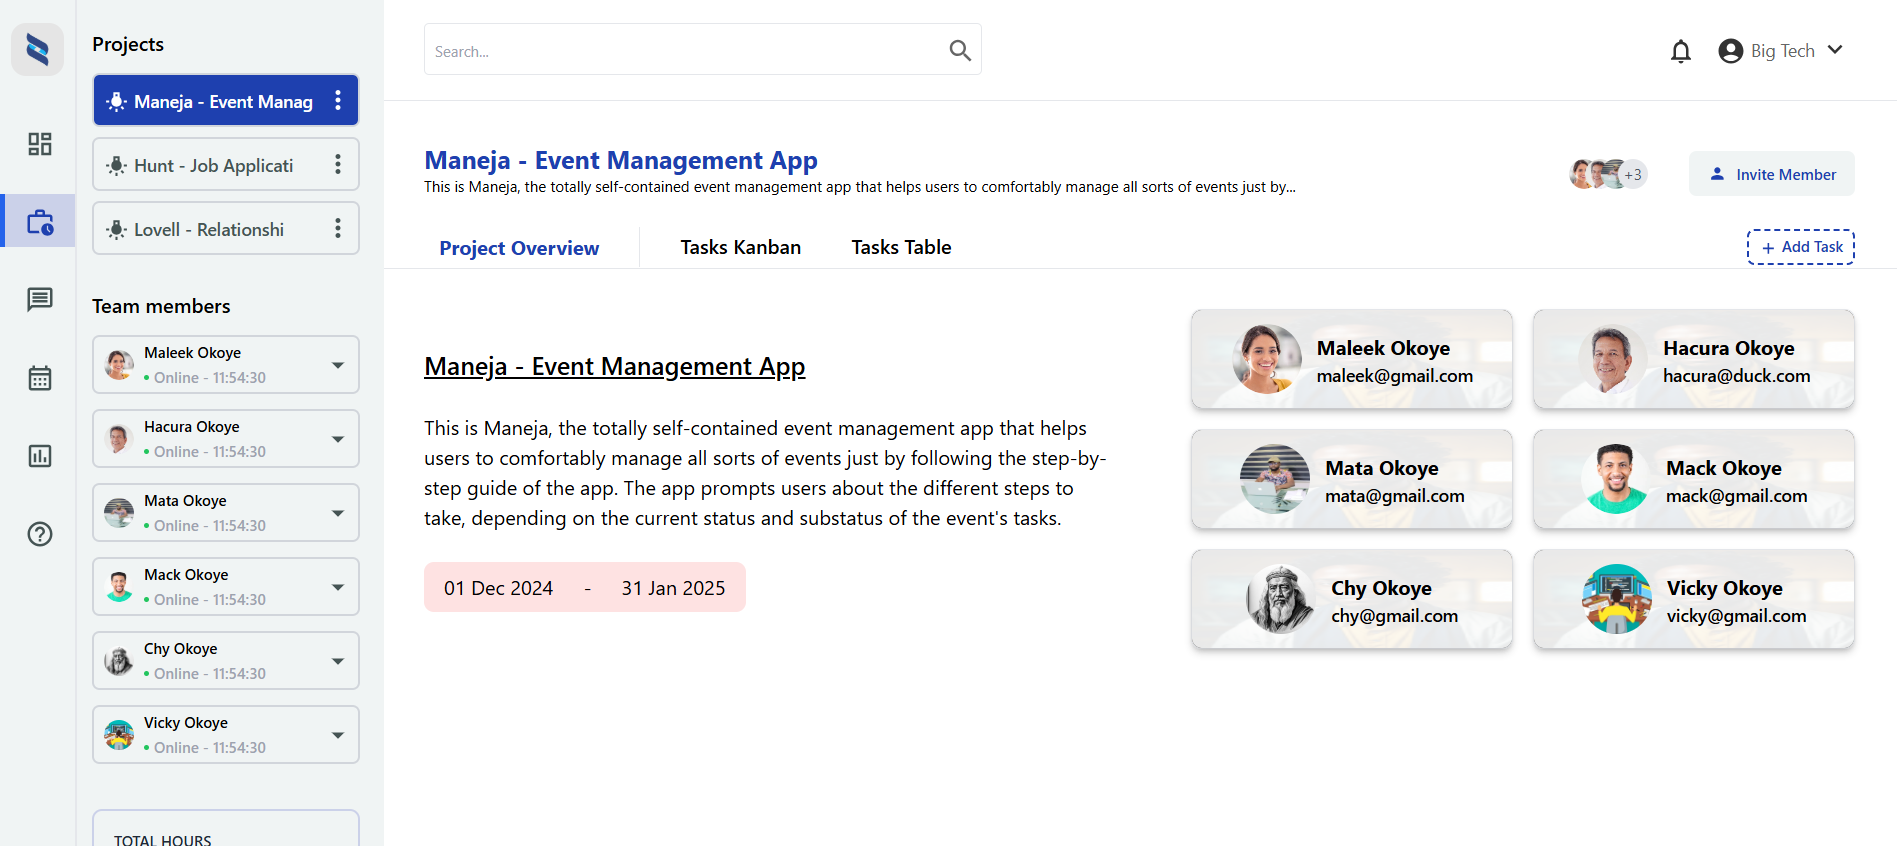 Projects
Maneja - Event Manag
Hunt - Job Applicati
Lovell - Relationshi
Team members
Maleek Okoye
Online - 11:54:30
Hacura Okoye
Online - 11:54:30
Mata Okoye
Online - 11:54:30
Mack Okoye
Online - 11:54:30
Chy Okoye
Online - 11:54:30
Vicky Okoye
Online - 11:54:30
TOTAL HOURS
Search...
Big Tech
Maneja - Event Management App
This is Maneja, the totally self-contained event management app that helps users to comfortably manage all sorts of events just by...
+3
Invite Member
Project Overview
Tasks Kanban
Tasks Table
+ Add Task
Maneja - Event Management App
This is Maneja, the totally self-contained event management app that helps
users to comfortably manage all sorts of events just by following the step-by-
step guide of the app. The app prompts users about the different steps to
take, depending on the current status and substatus of the event's tasks.
01 Dec 2024 - 31 Jan 2025
Maleek Okoye
maleek@gmail.com
Hacura Okoye
hacura@duck.com
Mata Okoye
mata@gmail.com
Mack Okoye
mack@gmail.com
Chy Okoye
chy@gmail.com
Vicky Okoye
vicky@gmail.com